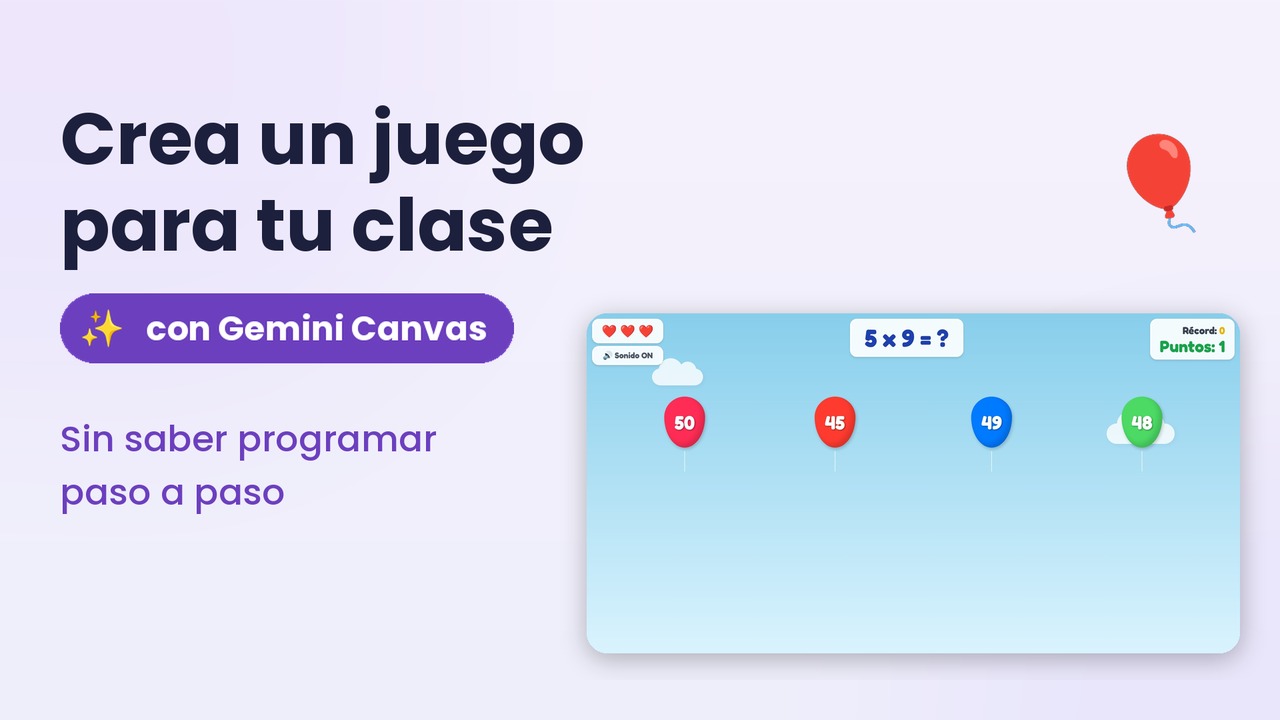 Crea un juego
para tu clase
✨ con Gemini Canvas
Sin saber programar
paso a paso
❤️❤️❤️
🔊 Sonido ON
5 x 9 = ?
Récord: 0
Puntos: 1
50
45
49
48